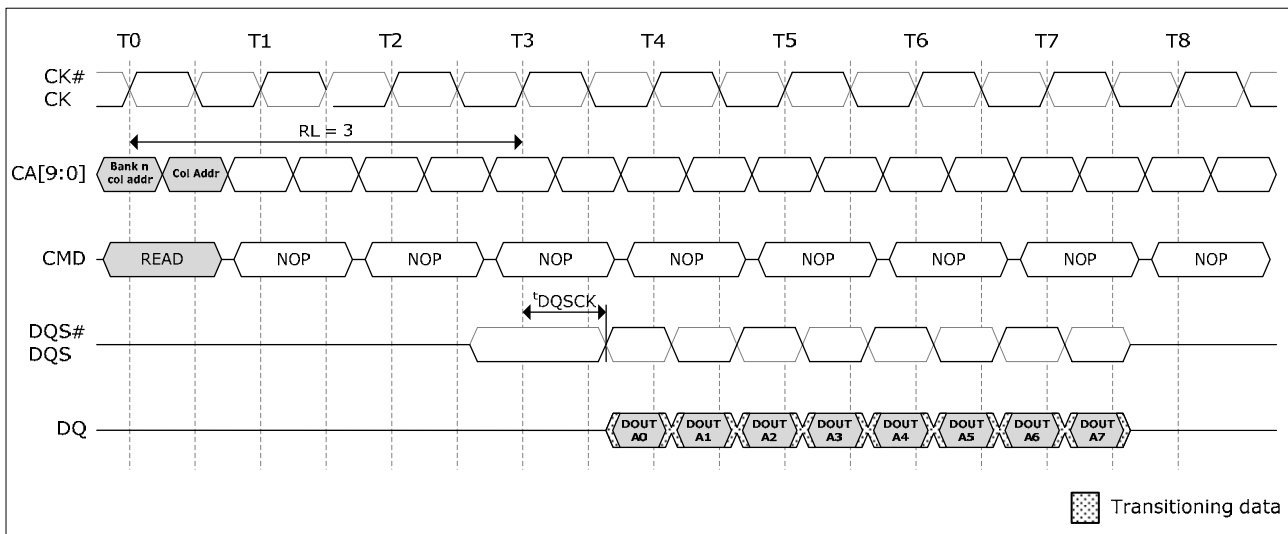 T0 T1 T2 T3 T4 T5 T6 T7 T8
CK#
CK
RL = 3
CA[9:0] Bank n col addr Col Addr
CMD READ NOP NOP NOP NOP NOP NOP NOP NOP
tDQSCK
DQS#
DQS
DQ DOUT A0 DOUT A1 DOUT A2 DOUT A3 DOUT A4 DOUT A5 DOUT A6 DOUT A7
Transitioning data